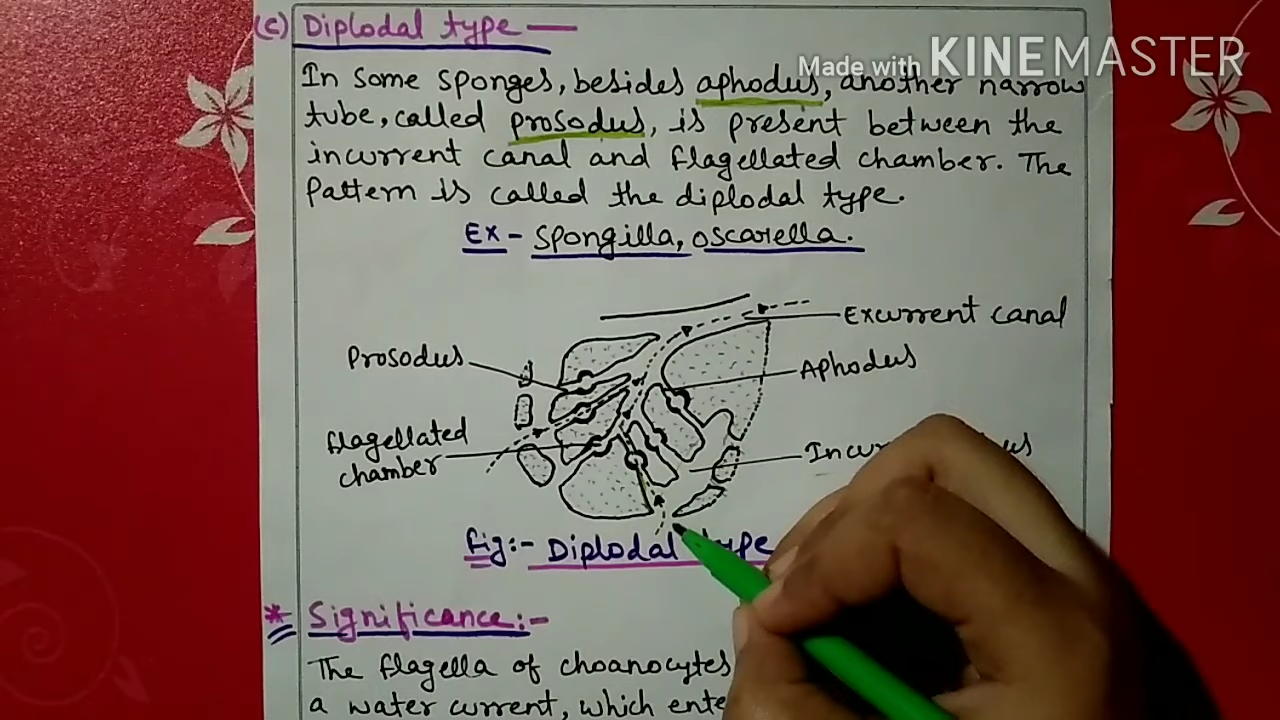 Made with KINEMASTER
(c) Diplodal type —
In some sponges, besides aphodus, another narrow
tube, called prosodus, is present between the
incurrent canal and flagellated chamber. The
pattern is called the diplodal type.
Ex - Spongilla, oscarella.
Excurrent canal
Prosodus
Aphodus
flagellated
chamber
fig:- Diplodal type
* Significance:-
The flagella of choanocytes
a water current, which